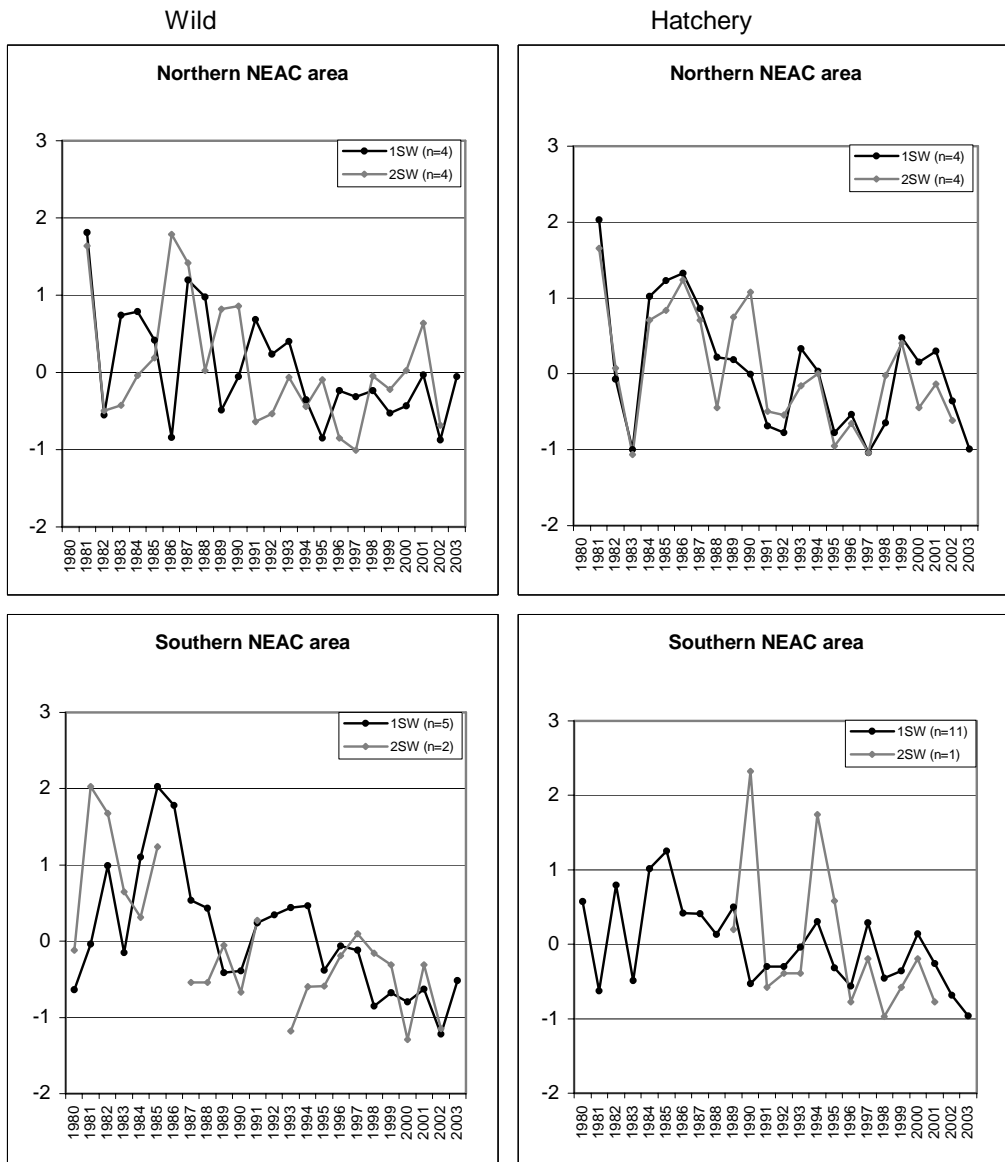 Wild
Hatchery
Northern NEAC area
3
2
1
0
-1
-2
1SW (n=4)
2SW (n=4)
1980 1981 1982 1983 1984 1985 1986 1987 1988 1989 1990 1991 1992 1993 1994 1995 1996 1997 1998 1999 2000 2001 2002 2003
Northern NEAC area
3
2
1
0
-1
-2
1SW (n=4)
2SW (n=4)
1980 1981 1982 1983 1984 1985 1986 1987 1988 1989 1990 1991 1992 1993 1994 1995 1996 1997 1998 1999 2000 2001 2002 2003
Southern NEAC area
3
2
1
0
-1
-2
1SW (n=5)
2SW (n=2)
1980 1981 1982 1983 1984 1985 1986 1987 1988 1989 1990 1991 1992 1993 1994 1995 1996 1997 1998 1999 2000 2001 2002 2003
Southern NEAC area
3
2
1
0
-1
-2
1SW (n=11)
2SW (n=1)
1980 1981 1982 1983 1984 1985 1986 1987 1988 1989 1990 1991 1992 1993 1994 1995 1996 1997 1998 1999 2000 2001 2002 2003